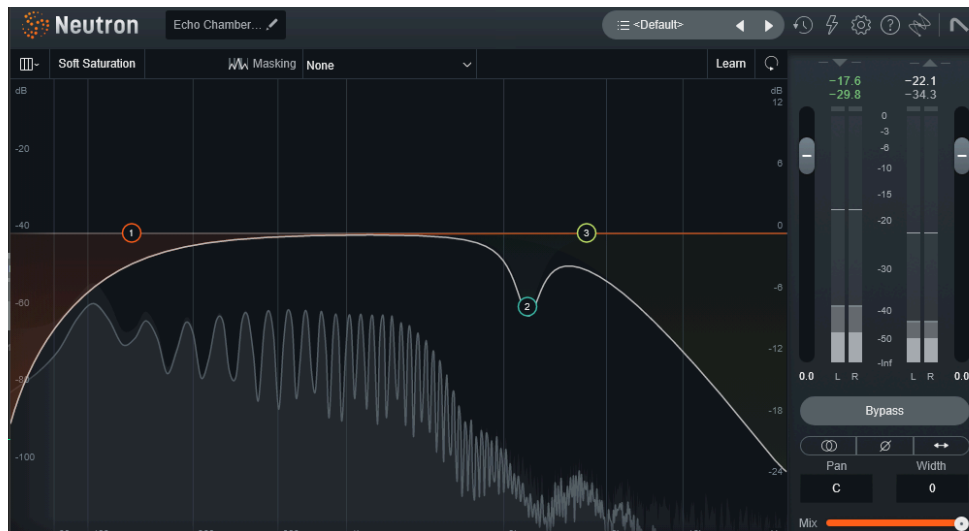 Neutron
Echo Chamber...
<Default>
Soft Saturation
Masking
None
Learn
dB
-20
-40
-60
-80
-100
dB
12
6
0
-6
-12
-18
-24
1
2
3
-17.6
-29.8
-22.1
-34.3
0
-3
-6
-10
-15
-20
-30
-40
-50
-Inf
0.0
L R
L R
0.0
Bypass
Pan
Width
C
0
Mix